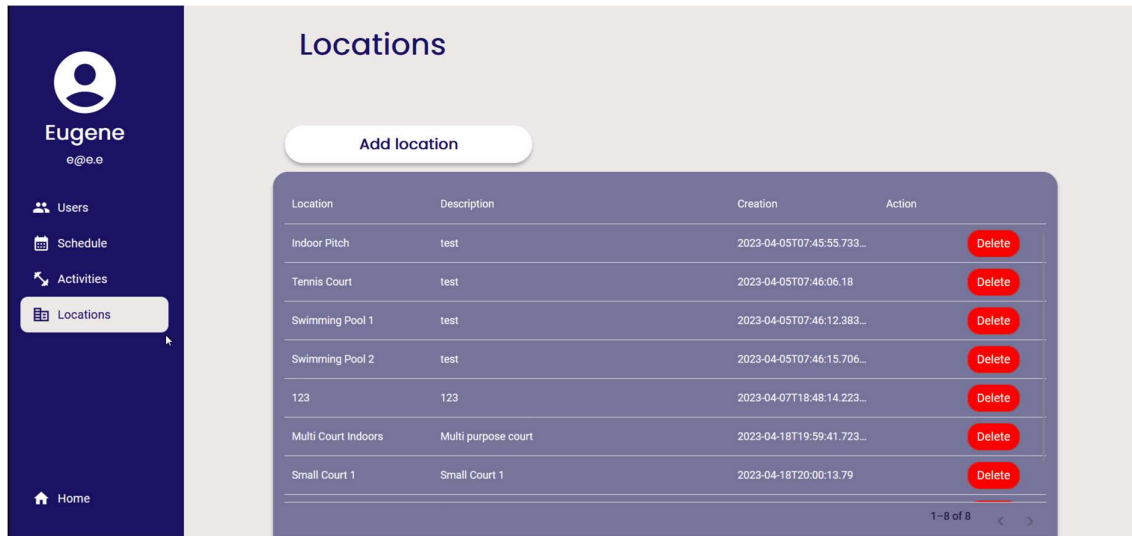 Locations
Eugene
e@e.e
Users
Schedule
Activities
Locations
Home
Add location
Location Description Creation Action
Indoor Pitch test 2023-04-05T07:45:55.733... Delete
Tennis Court test 2023-04-05T07:46:06.18 Delete
Swimming Pool 1 test 2023-04-05T07:46:12.383... Delete
Swimming Pool 2 test 2023-04-05T07:46:15.706... Delete
123 123 2023-04-07T18:48:14.223... Delete
Multi Court Indoors Multi purpose court 2023-04-18T19:59:41.723... Delete
Small Court 1 Small Court 1 2023-04-18T20:00:13.79 Delete
1–8 of 8